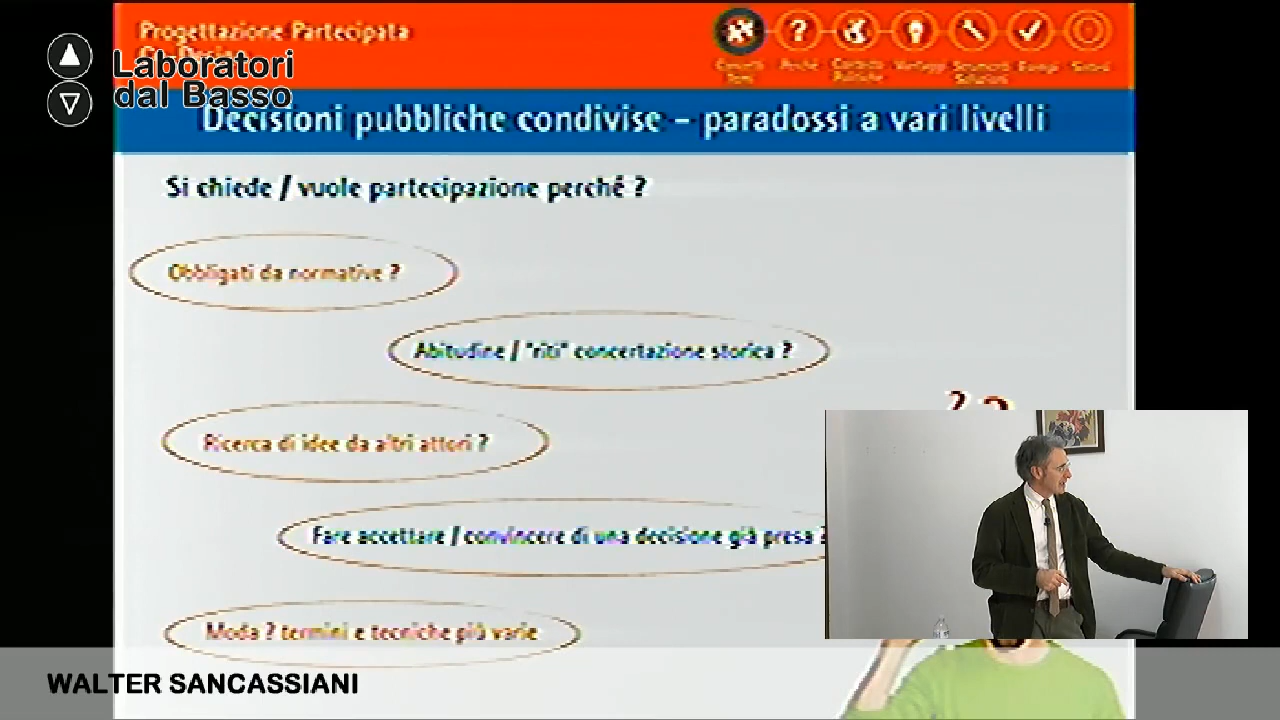 Progettazione Partecipata
Laboratori
dal Basso
Decisioni pubbliche condivise – paradossi a vari livelli
Si chiede / vuole partecipazione perché ?
Obbligati da normative ?
Abitudine / "riti" concertazione storica ?
Ricerca di idee da altri attori ?
? ?
Fare accettare / convincere di una decisione già presa ?
Moda ? termini e tecniche più varie
WALTER SANCASSIANI